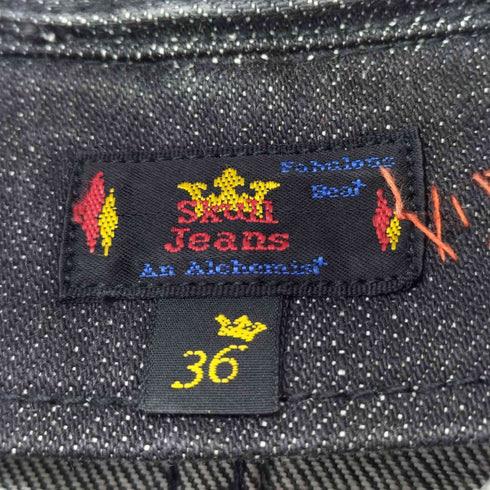 Fabulous
Beat
Skull
Jeans
An Alchemist
36